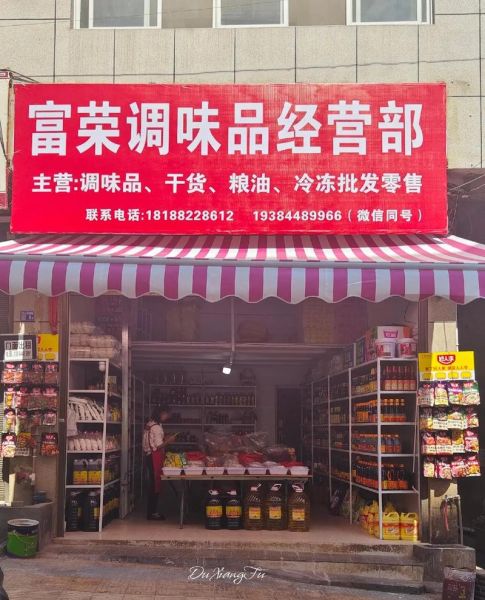 富荣调味品经营部
主营:调味品、干货、粮油、冷冻批发零售
联系电话:18188228612 19384489966（微信同号）
DuXiangFu